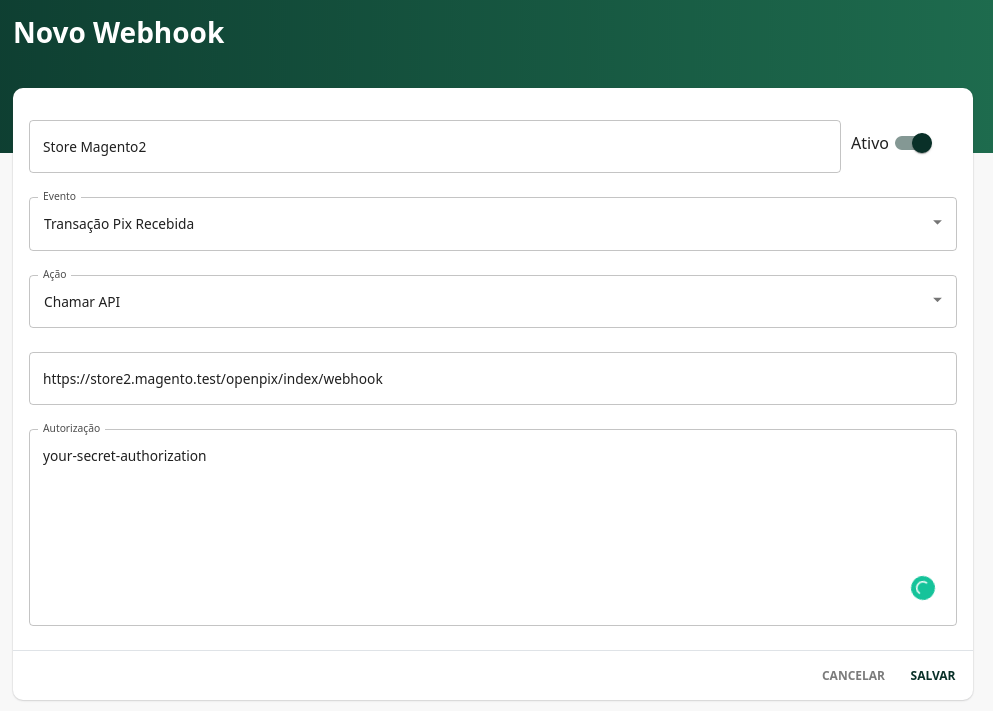 Novo Webhook
Store Magento2
Ativo
Evento
Transação Pix Recebida
Ação
Chamar API
https://store2.magento.test/openpix/index/webhook
Autorização
your-secret-authorization
CANCELAR
SALVAR